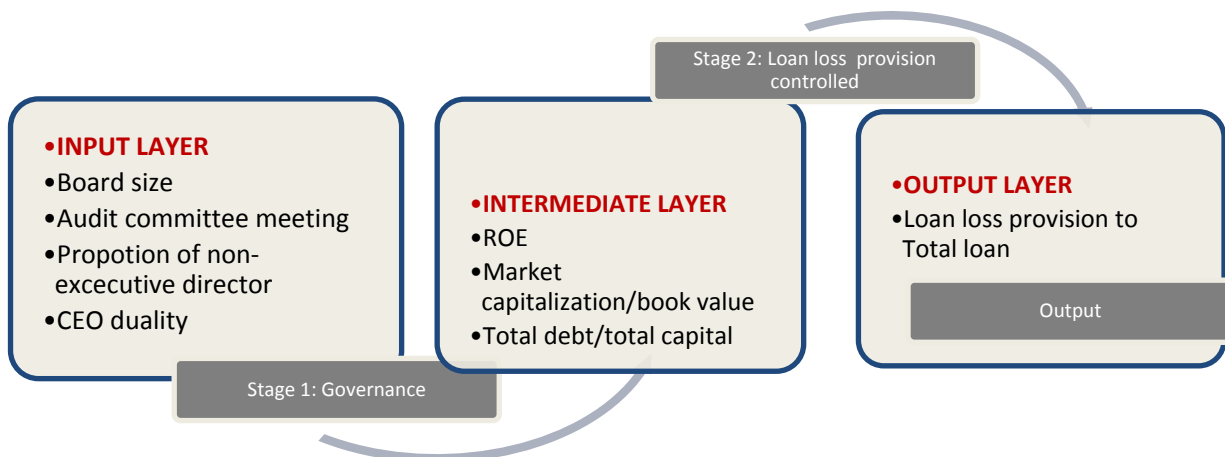 •INPUT LAYER
•Board size
•Audit committee meeting
•Propotion of non-
excecutive director
•CEO duality
Stage 1: Governance
•INTERMEDIATE LAYER
•ROE
•Market
capitalization/book value
•Total debt/total capital
Stage 2: Loan loss provision
controlled
•OUTPUT LAYER
•Loan loss provision to
Total loan
Output